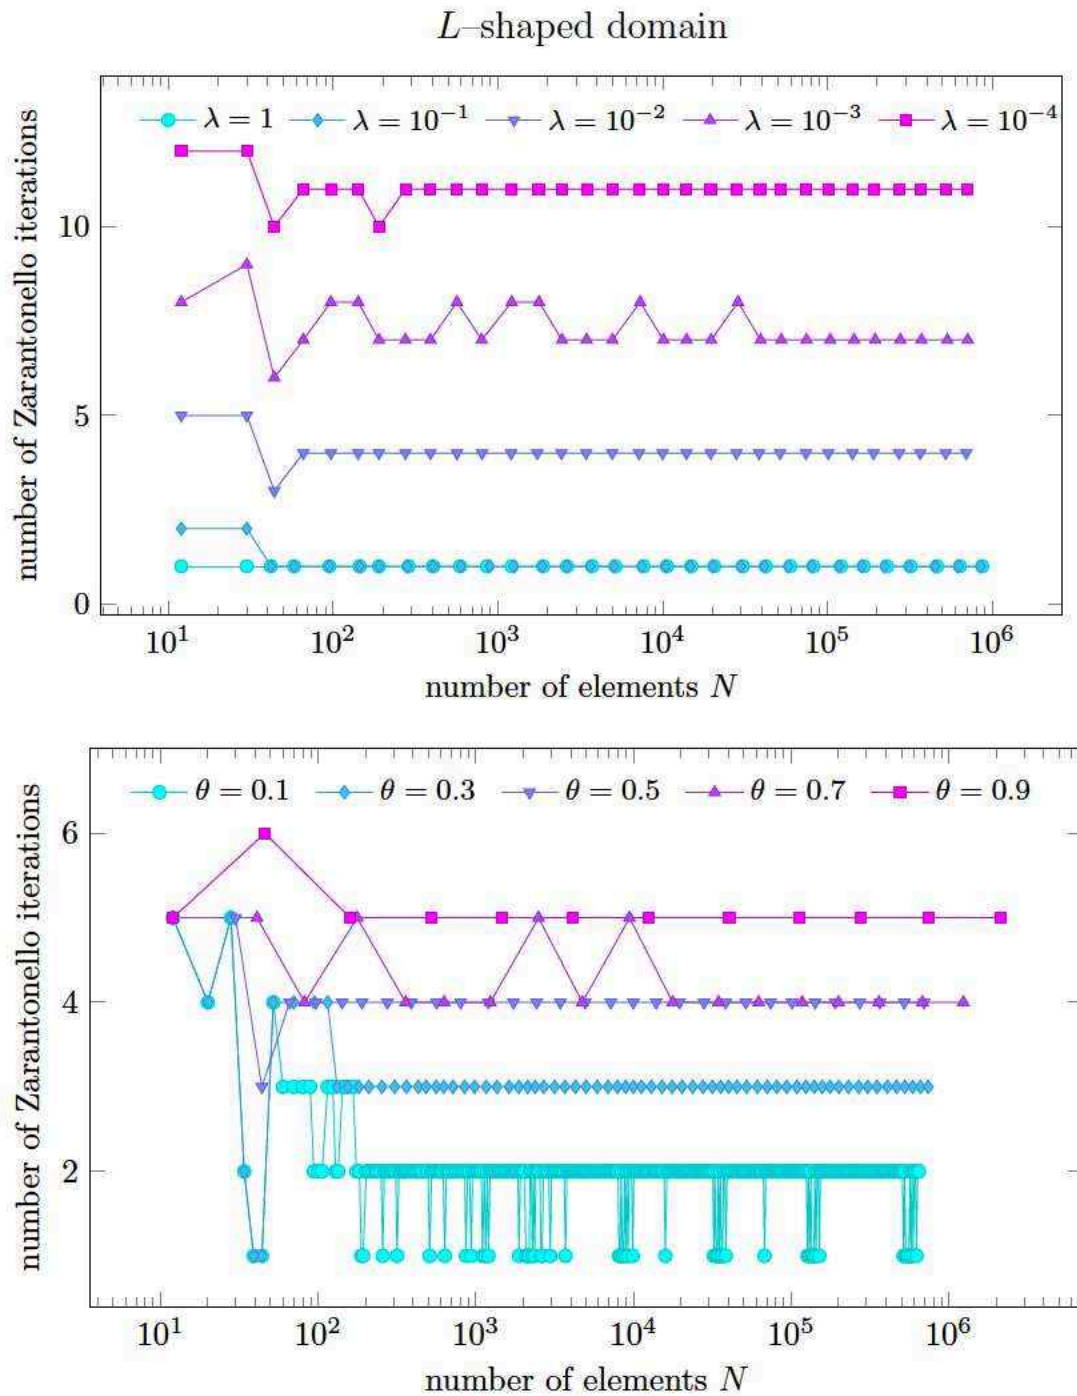 L–shaped domain
λ = 1 λ = 10⁻¹ λ = 10⁻² λ = 10⁻³ λ = 10⁻⁴
number of Zarantonello iterations
10
5
0
10¹ 10² 10³ 10⁴ 10⁵ 10⁶
number of elements N
θ = 0.1 θ = 0.3 θ = 0.5 θ = 0.7 θ = 0.9
number of Zarantonello iterations
6
4
2
10¹ 10² 10³ 10⁴ 10⁵ 10⁶
number of elements N